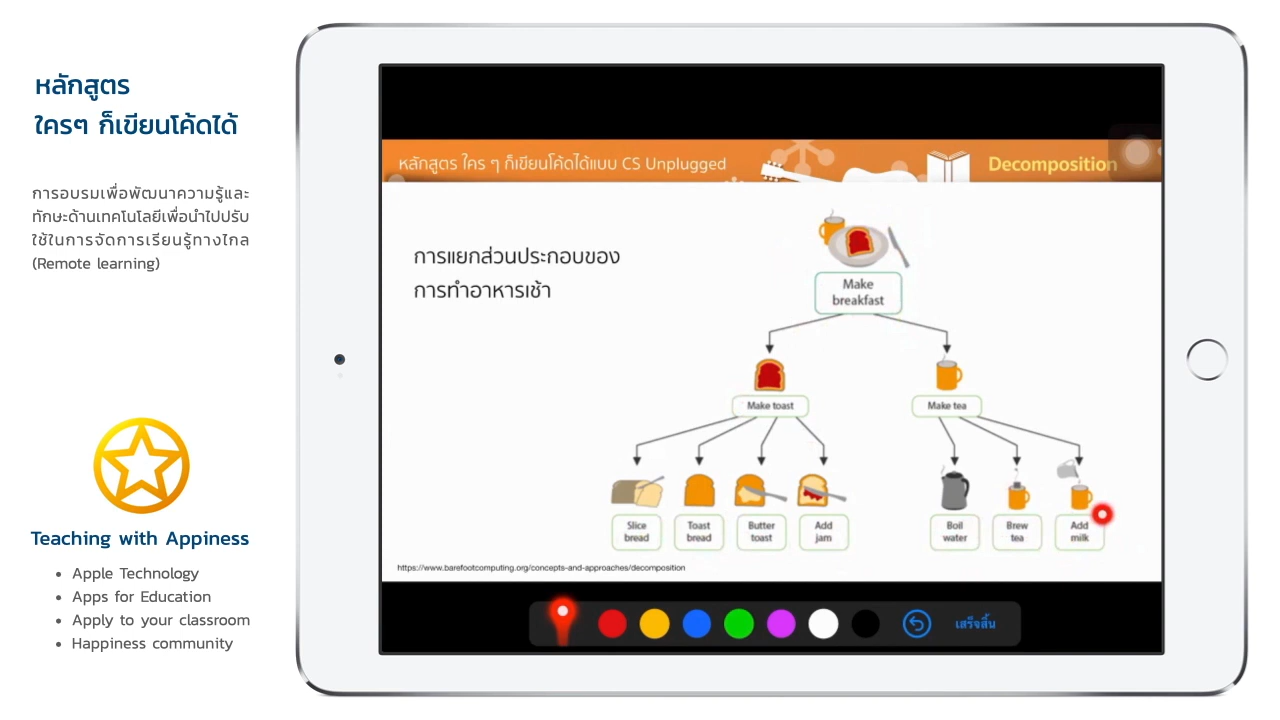 หลักสูตร
ใครๆ ก็เขียนโค้ดได้
การอบรมเพื่อพัฒนาความรู้และ
ทักษะด้านเทคโนโลยีเพื่อนำไปปรับ
ใช้ในการจัดการเรียนรู้ทางไกล
(Remote learning)
Teaching with Appiness
• Apple Technology
• Apps for Education
• Apply to your classroom
• Happiness community
หลักสูตร ใคร ๆ ก็เขียนโค้ดได้แบบ CS Unplugged
Decomposition
การแยกส่วนประกอบของ
การทำอาหารเช้า
Make
breakfast
Make toast
Make tea
Slice
bread
Toast
bread
Butter
toast
Add
jam
Boil
water
Brew
tea
Add
milk
https://www.barefootcomputing.org/concepts-and-approaches/decomposition
เสร็จสิ้น